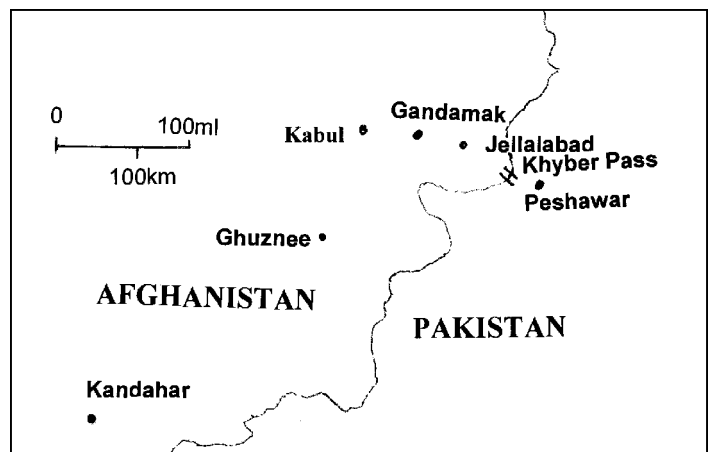 0
100ml
100km
Kabul
Gandamak
Jellalabad
Khyber Pass
Peshawar
Ghuznee
AFGHANISTAN
PAKISTAN
Kandahar